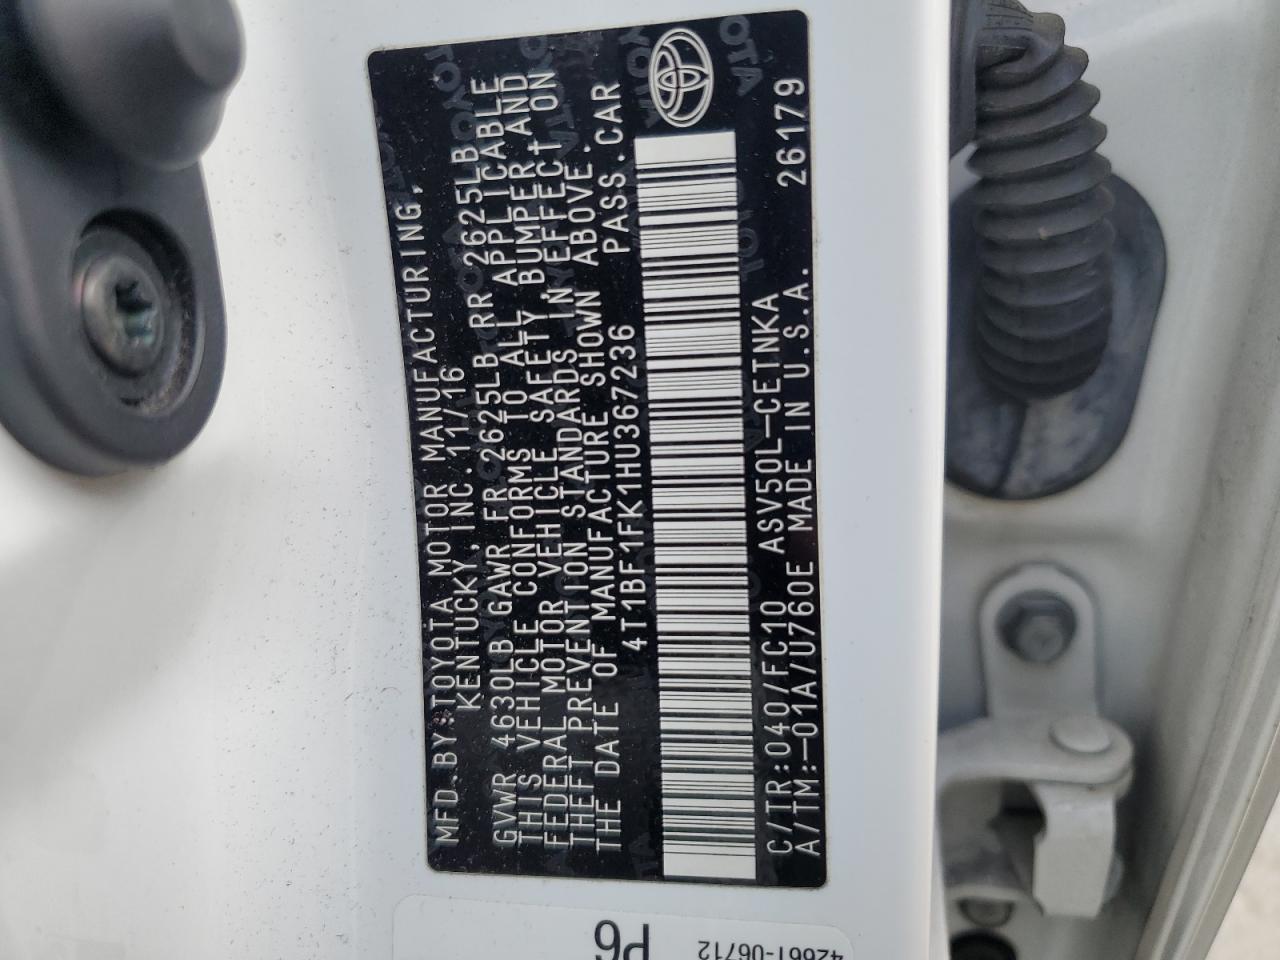 MFD.BY:TOYOTA MOTOR MANUFACTURING,
KENTUCKY, INC. 11/16
GVWR 4630LB GAWR FR 2625LB RR 2625LB
THIS VEHICLE CONFORMS TO ALL APPLICABLE
FEDERAL MOTOR VEHICLE SAFETY, BUMPER, AND
THEFT PREVENTION STANDARDS IN EFFECT ON
THE DATE OF MANUFACTURE SHOWN ABOVE.
4T1BF1FK1HU367236 PASS.CAR
C/TR:040/FC10 ASV50L-CETNKA 26179
A/TM:-01A/U760E MADE IN U.S.A.
P6
42661-06712